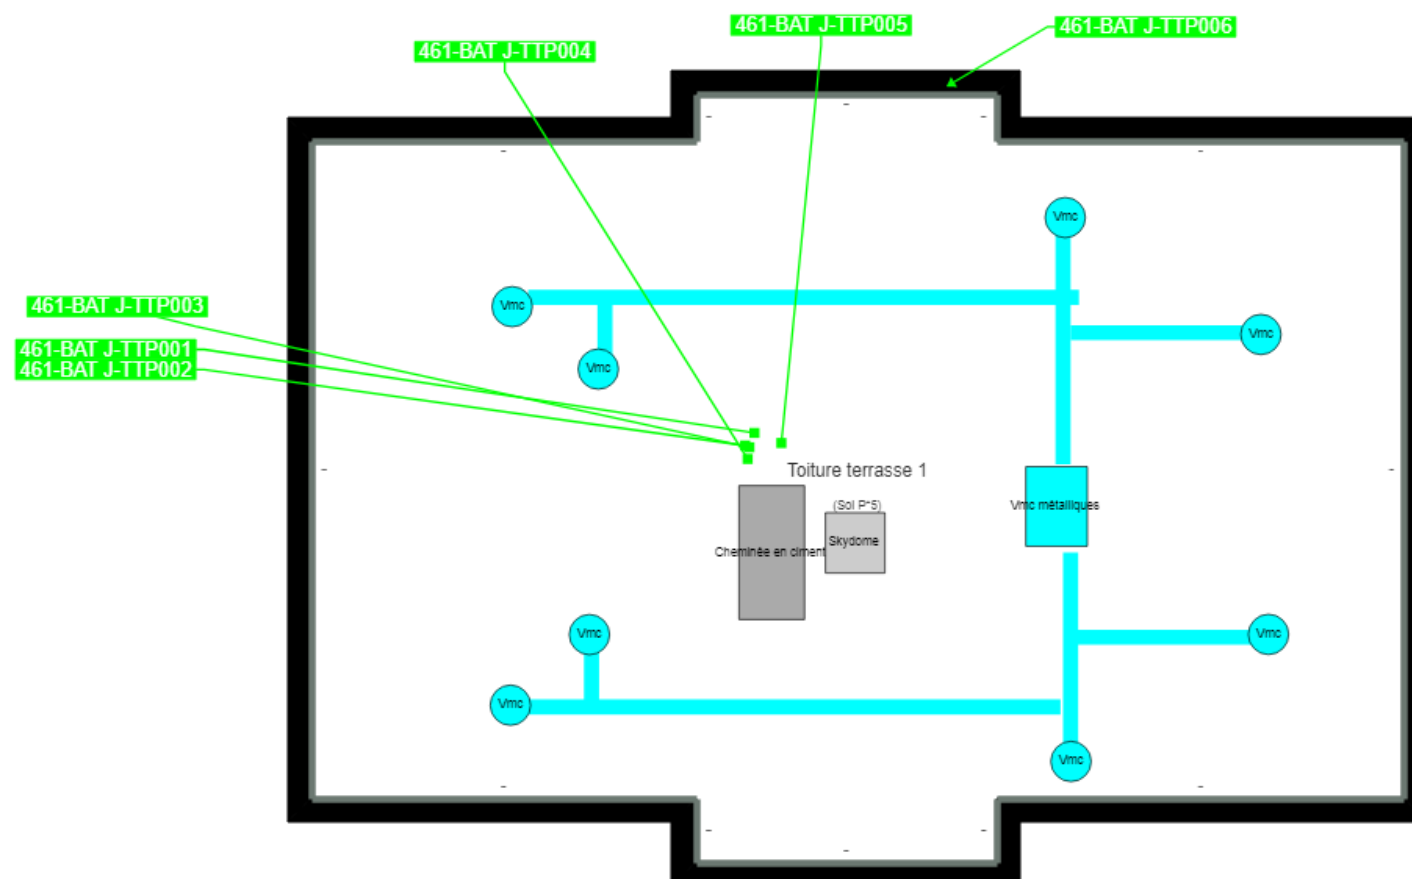 461-BAT J-TTP005
461-BAT J-TTP006
461-BAT J-TTP004
Vmc
461-BAT J-TTP003
Vmc
Vmc
461-BAT J-TTP001
461-BAT J-TTP002
Vmc
Toiture terrasse 1
(Sol P*5)
Vmc métalliques
Skydome
Cheminée en ciment
Vmc
Vmc
Vmc
Vmc